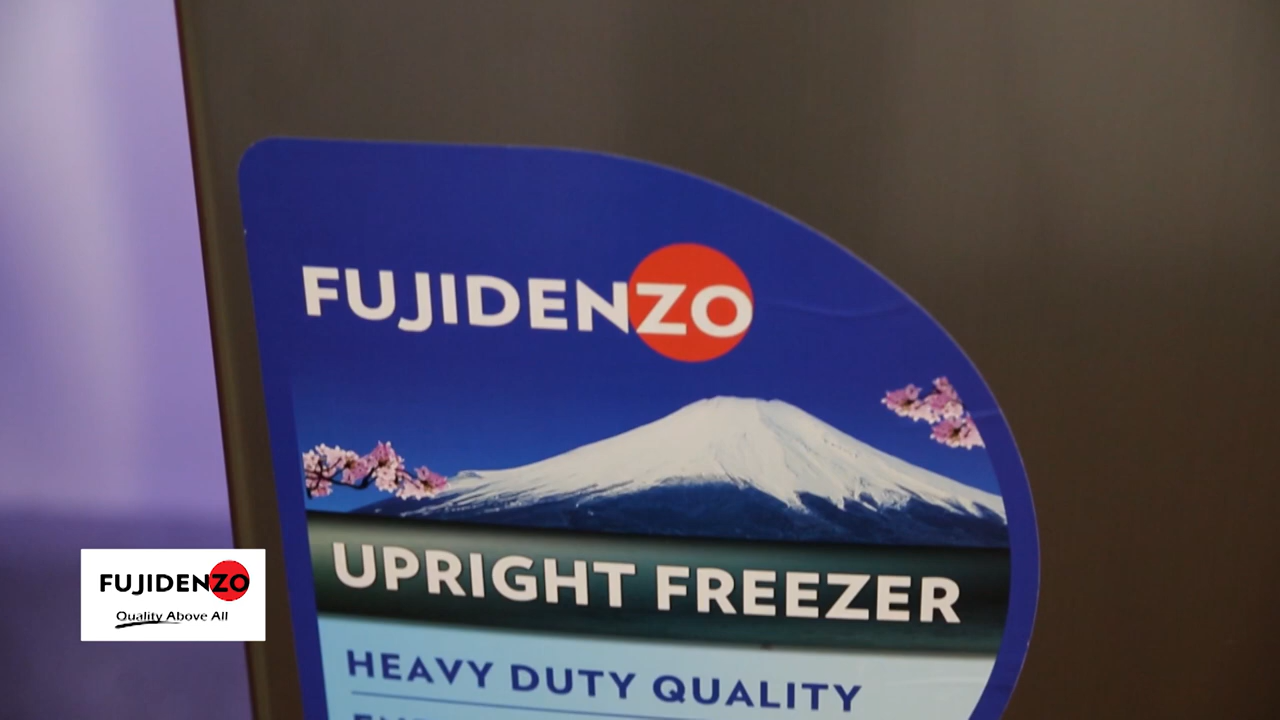 FUJIDENZO
UPRIGHT FREEZER
HEAVY DUTY QUALITY
FUJIDENZO
Quality Above All